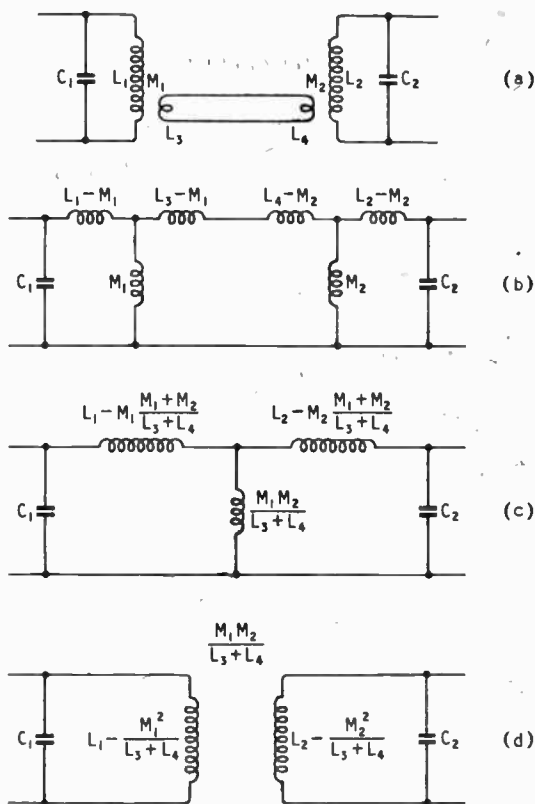 C₁ L₁ M₁ M₂ L₂ C₂ (a)
L₃ L₄
L₁−M₁ L₃−M₁ L₄−M₂ L₂−M₂
C₁ M₁ M₂ C₂ (b)
L₁−M₁ (M₁+M₂)/(L₃+L₄) L₂−M₂ (M₁+M₂)/(L₃+L₄)
C₁ M₁M₂/(L₃+L₄) C₂ (c)
M₁M₂/(L₃+L₄)
C₁ L₁−M₁²/(L₃+L₄) L₂−M₂²/(L₃+L₄) C₂ (d)